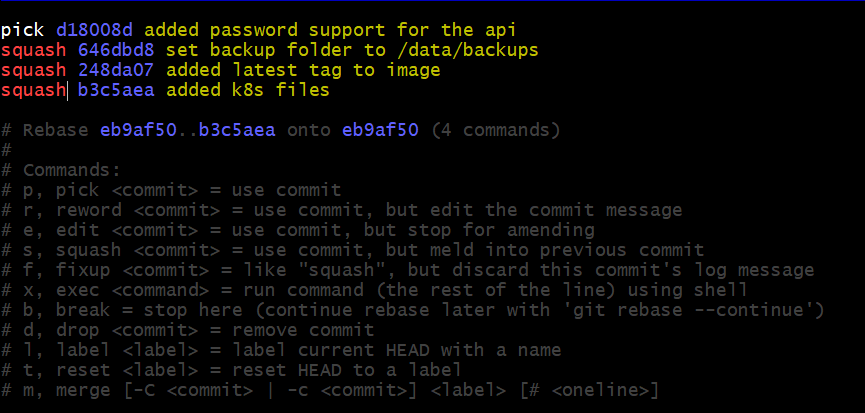 pick d18008d added password support for the api
squash 646dbd8 set backup folder to /data/backups
squash 248da07 added latest tag to image
squash b3c5aea added k8s files
# Rebase eb9af50..b3c5aea onto eb9af50 (4 commands)
#
# Commands:
# p, pick <commit> = use commit
# r, reword <commit> = use commit, but edit the commit message
# e, edit <commit> = use commit, but stop for amending
# s, squash <commit> = use commit, but meld into previous commit
# f, fixup <commit> = like "squash", but discard this commit's log message
# x, exec <command> = run command (the rest of the line) using shell
# b, break = stop here (continue rebase later with 'git rebase --continue')
# d, drop <commit> = remove commit
# l, label <label> = label current HEAD with a name
# t, reset <label> = reset HEAD to a label
# m, merge [-C <commit> | -c <commit>] <label> [# <oneline>]